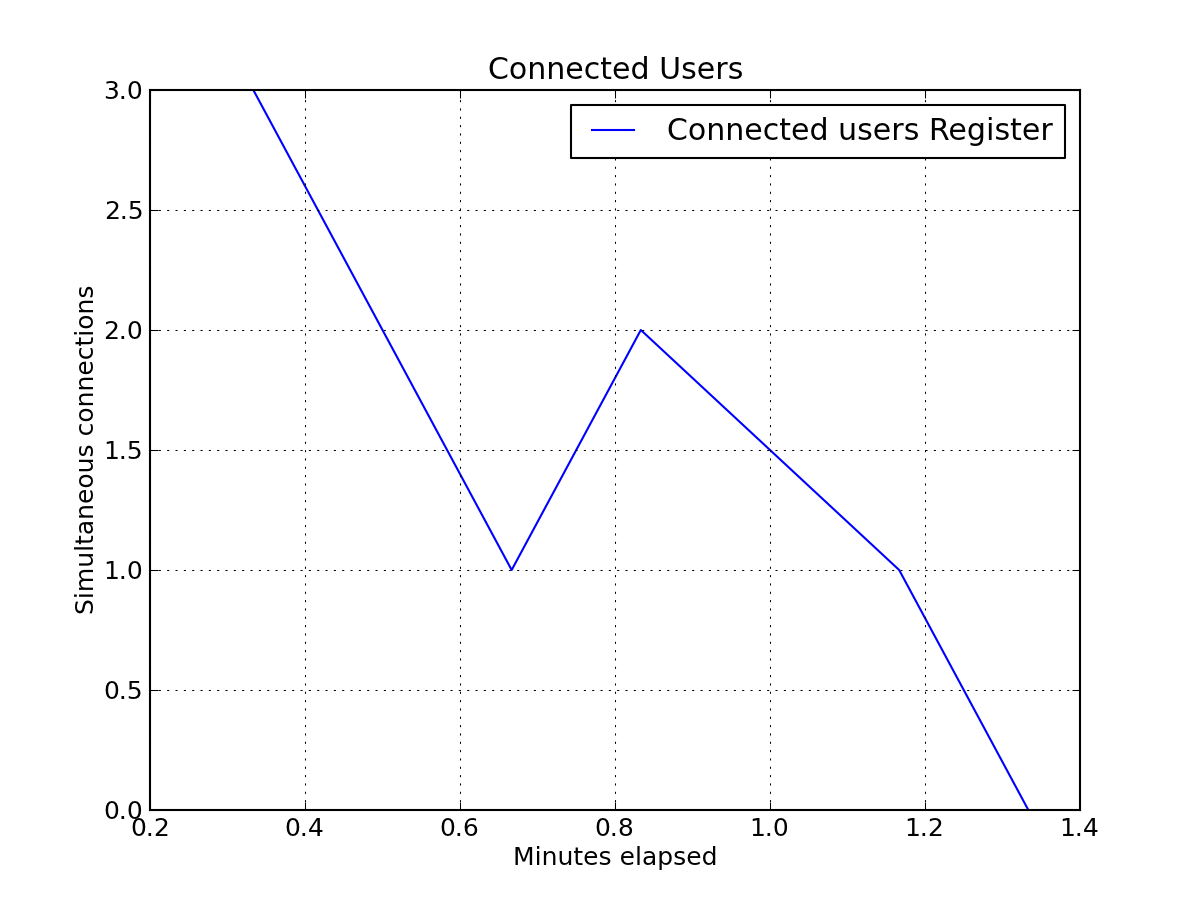 Connected Users
Connected users Register
3.0
2.5
2.0
1.5
1.0
0.5
0.0
Simultaneous connections
0.2 0.4 0.6 0.8 1.0 1.2 1.4
Minutes elapsed